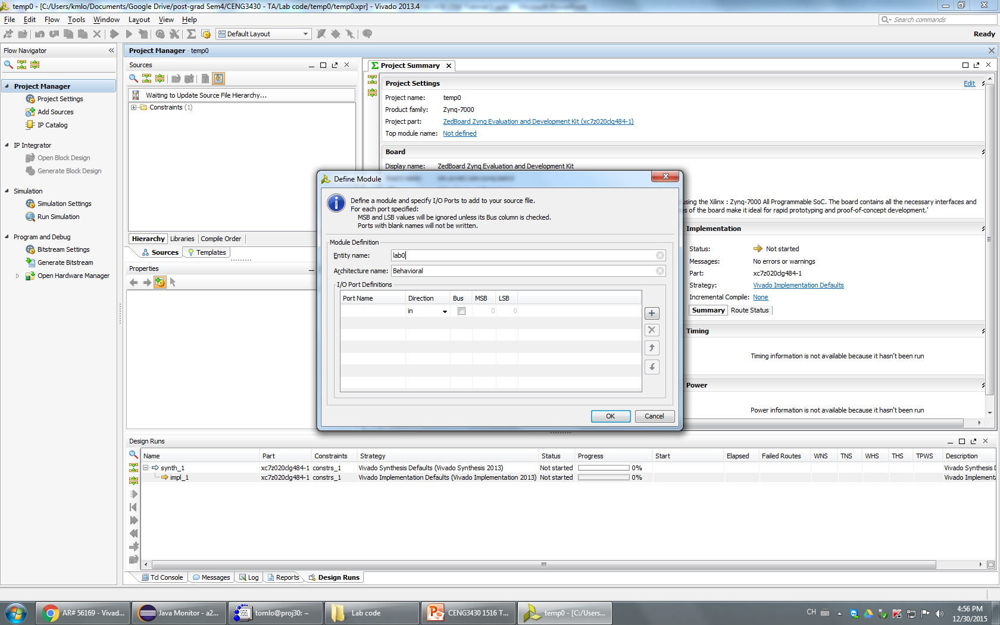 temp0 - [C:/Users/kmlo/Documents/Google Drive/post-grad Sem4/CENG3430 - TA/Lab code/temp0/temp0.xpr] - Vivado 2013.4
File Edit Flow Tools Window Layout View Help
Search commands
Default Layout
Ready
Flow Navigator
Project Manager
Project Settings
Add Sources
IP Catalog
IP Integrator
Open Block Design
Generate Block Design
Simulation
Simulation Settings
Run Simulation
Program and Debug
Bitstream Settings
Generate Bitstream
Open Hardware Manager
Project Manager - temp0
Sources
Waiting to Update Source File Hierarchy...
Constraints (1)
Hierarchy Libraries Compile Order
Sources Templates
Properties
Project Summary
Project Settings
Edit
Project name: temp0
Product family: Zynq-7000
Project part: ZedBoard Zynq Evaluation and Development Kit (xc7z020clg484-1)
Top module name: Not defined
Board
Display name: ZedBoard Zynq Evaluation and Development Kit
using the Xilinx : Zynq-7000 All Programmable SoC. The board contains all the necessary interfaces and
s of the board make it ideal for rapid prototyping and proof-of-concept development.'
Implementation
Status: Not started
Messages: No errors or warnings
Part: xc7z020clg484-1
Strategy: Vivado Implementation Defaults
Incremental Compile: None
Summary Route Status
Timing
Timing information is not available because it hasn't been run
Power
Power information is not available because it hasn't been run
Define Module
Define a module and specify I/O Ports to add to your source file.
For each port specified:
MSB and LSB values will be ignored unless its Bus column is checked.
Ports with blank names will not be written.
Module Definition
Entity name: lab0
Architecture name: Behavioral
I/O Port Definitions
Port Name Direction Bus MSB LSB
in 0 0
OK Cancel
Design Runs
Name Part Constraints Strategy Status Progress Start Elapsed Failed Routes WNS TNS WHS THS TPWS Description
synth_1 xc7z020clg484-1 constrs_1 Vivado Synthesis Defaults (Vivado Synthesis 2013) Not started 0% Vivado Synthesis D
impl_1 xc7z020clg484-1 constrs_1 Vivado Implementation Defaults (Vivado Implementation 2013) Not started 0% Vivado Implementa
Tcl Console Messages Log Reports Design Runs
AR# 56169 - Vivad... Java Monitor - a2... tomlo@proj30: ~ Lab code CENG3430 1516 T... temp0 - [C:/Users...
CH
4:56 PM
12/30/2015